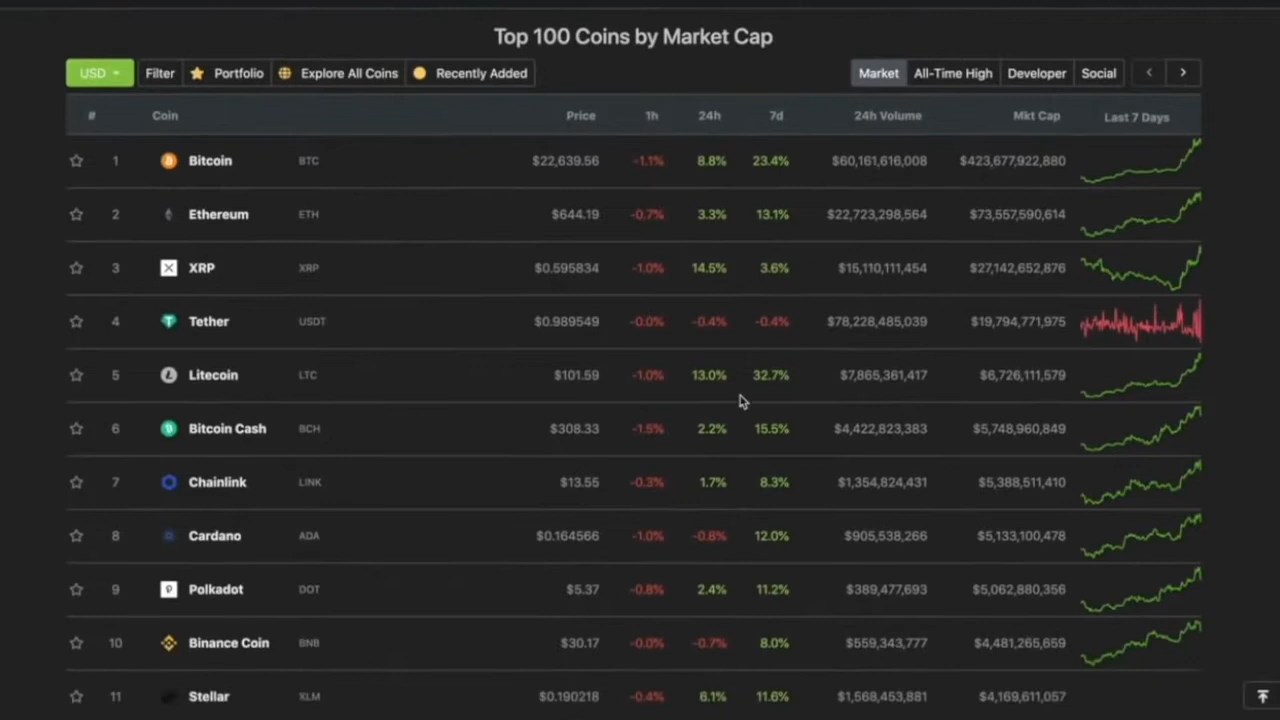 Top 100 Coins by Market Cap
USD Filter Portfolio Explore All Coins Recently Added Market All-Time High Developer Social
# Coin Price 1h 24h 7d 24h Volume Mkt Cap Last 7 Days
1 Bitcoin BTC $22,639.56 -1.1% 8.8% 23.4% $60,161,616,008 $423,677,922,880
2 Ethereum ETH $644.19 -0.7% 3.3% 13.1% $22,723,298,564 $73,557,590,614
3 XRP XRP $0.595834 -1.0% 14.5% 3.6% $15,110,111,454 $27,142,652,876
4 Tether USDT $0.989549 -0.0% -0.4% -0.4% $78,228,485,039 $19,794,771,975
5 Litecoin LTC $101.59 -1.0% 13.0% 32.7% $7,865,361,417 $6,726,111,579
6 Bitcoin Cash BCH $308.33 -1.5% 2.2% 15.5% $4,422,823,383 $5,748,960,849
7 Chainlink LINK $13.55 -0.3% 1.7% 8.3% $1,354,824,431 $5,388,511,410
8 Cardano ADA $0.164566 -1.0% -0.8% 12.0% $905,538,266 $5,133,100,478
9 Polkadot DOT $5.37 -0.8% 2.4% 11.2% $389,477,693 $5,062,880,356
10 Binance Coin BNB $30.17 -0.0% -0.7% 8.0% $559,343,777 $4,481,265,659
11 Stellar XLM $0.190218 -0.4% 6.1% 11.6% $1,568,453,881 $4,169,611,057